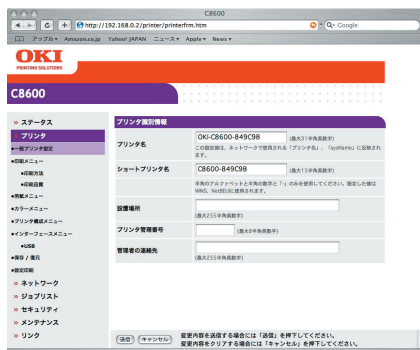 C8600
http://192.168.0.2/printer/printerfrm.htm
Q▾ Google
アップル▾ Amazon.co.jp Yahoo! JAPAN ニュース▾ Apple▾ News▾
OKI
PRINTING SOLUTIONS
C8600
» ステータス
» プリンタ
●一般プリンタ設定
●印刷メニュー
●印刷方法
●印刷品質
●用紙メニュー
●カラーメニュー
●プリンタ構成メニュー
●インターフェースメニュー
●USB
●保存 / 復元
●設定印刷
» ネットワーク
» ジョブリスト
» セキュリティ
» メンテナンス
» リンク
プリンタ識別情報
プリンタ名
OKI-C8600-849C98 (最大31半角英数字)
この設定値は、ネットワークで使用される「プリンタ名」、「sysName」に反映されます。
ショートプリンタ名
C8600-849C98 (最大15半角英数字)
半角のアルファベットと半角の数字と「-」のみを使用してください。設定した値はWINS、NetBEUIに使用されます。
設置場所
(最大255半角英数字)
プリンタ管理番号
(最大8半角英数字)
管理者の連絡先
(最大255半角英数字)
送信 キャンセル
変更内容を送信する場合には「送信」を押下してください。
変更内容をクリアする場合には「キャンセル」を押下してください。